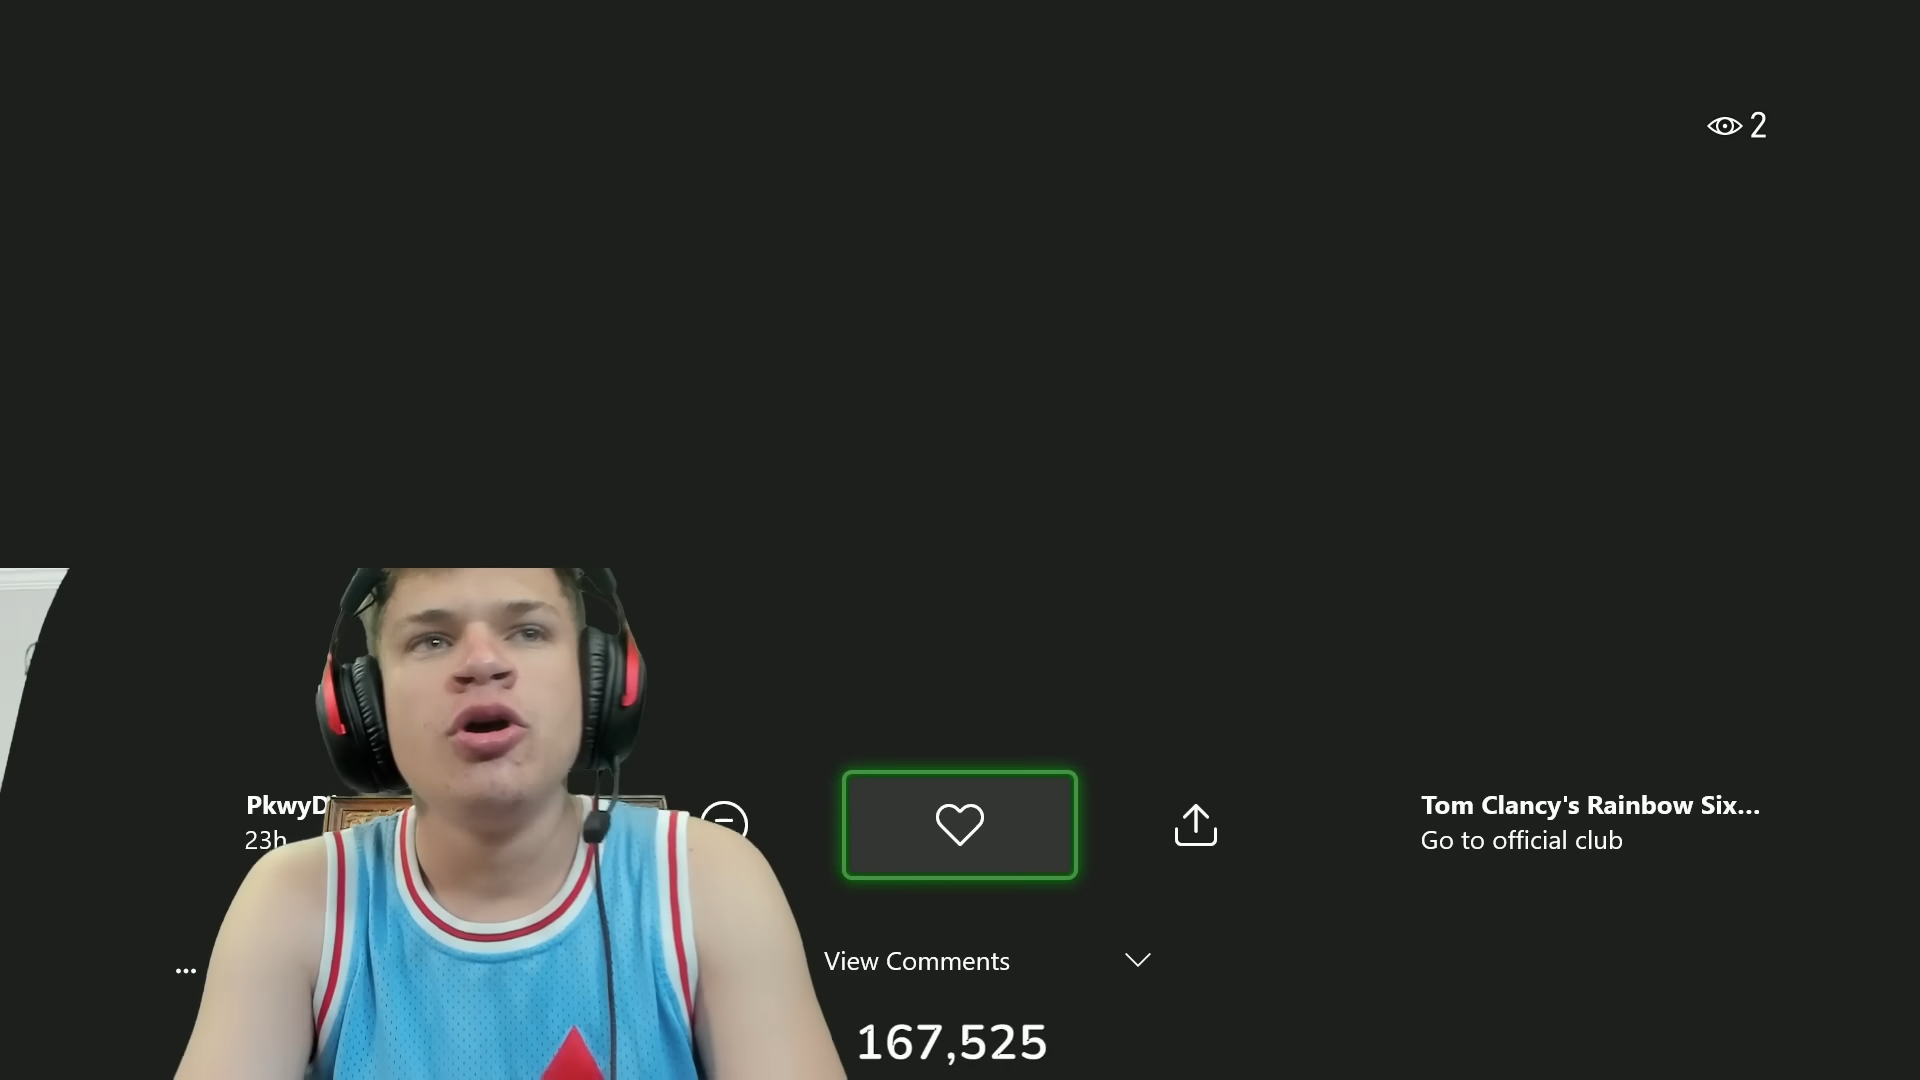 2
PkwyD
23h
Tom Clancy's Rainbow Six...
Go to official club
...
View Comments
167,525